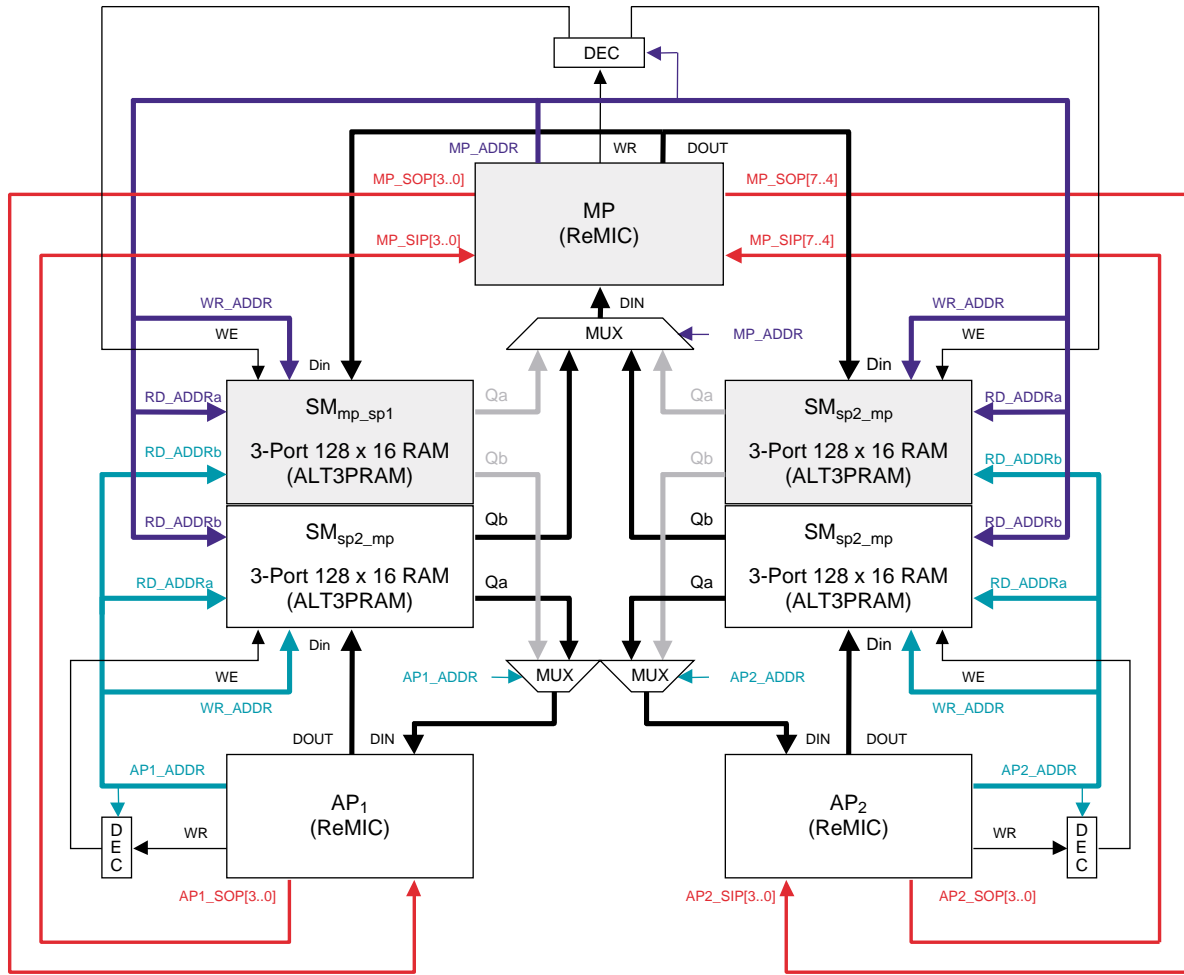 DEC
MP_ADDR
WR
DOUT
MP_SOP[3..0]
MP_SOP[7..4]
MP
(ReMIC)
MP_SIP[3..0]
MP_SIP[7..4]
DIN
WR_ADDR
WR_ADDR
MUX
MP_ADDR
WE
WE
Din
Din
RD_ADDRa
SMmp_sp1
Qa
Qa
SMsp2_mp
RD_ADDRa
RD_ADDRb
3-Port 128 x 16 RAM
(ALT3PRAM)
Qb
Qb
3-Port 128 x 16 RAM
(ALT3PRAM)
RD_ADDRb
RD_ADDRb
SMsp2_mp
Qb
Qb
SMsp2_mp
RD_ADDRb
RD_ADDRa
3-Port 128 x 16 RAM
(ALT3PRAM)
Qa
Qa
3-Port 128 x 16 RAM
(ALT3PRAM)
RD_ADDRa
Din
Din
WE
WE
AP1_ADDR
MUX
MUX
AP2_ADDR
WR_ADDR
WR_ADDR
DOUT
DIN
DIN
DOUT
AP1_ADDR
AP2_ADDR
AP1
(ReMIC)
AP2
(ReMIC)
DEC
WR
WR
DEC
AP1_SOP[3..0]
AP2_SIP[3..0]
AP2_SOP[3..0]